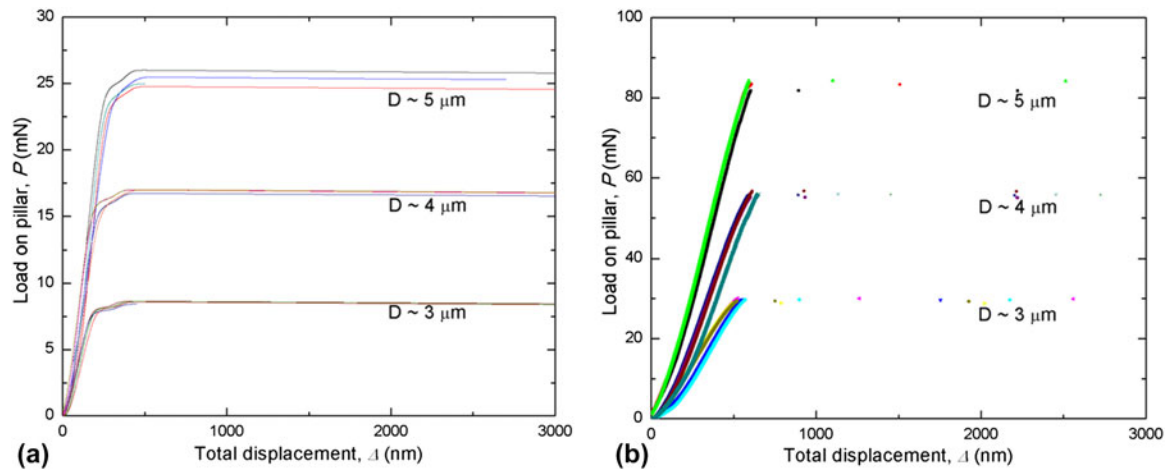 30
25
20
15
10
5
0
Load on pillar, P (mN)
D ~ 5 μm
D ~ 4 μm
D ~ 3 μm
0 1000 2000 3000
(a) Total displacement, Δ (nm)
100
80
60
40
20
0
Load on pillar, P (mN)
D ~ 5 μm
D ~ 4 μm
D ~ 3 μm
0 1000 2000 3000
(b) Total displacement, Δ (nm)